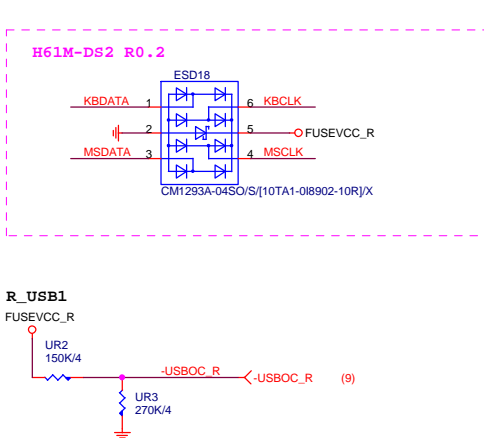 H61M-DS2 R0.2
ESD18
KBDATA 1 6 KBCLK
2 5 FUSEVCC_R
MSDATA 3 4 MSCLK
CM1293A-04SO/S/[10TA1-0I8902-10R]/X
R_USB1
FUSEVCC_R
UR2
150K/4
-USBOC_R -USBOC_R (9)
UR3
270K/4